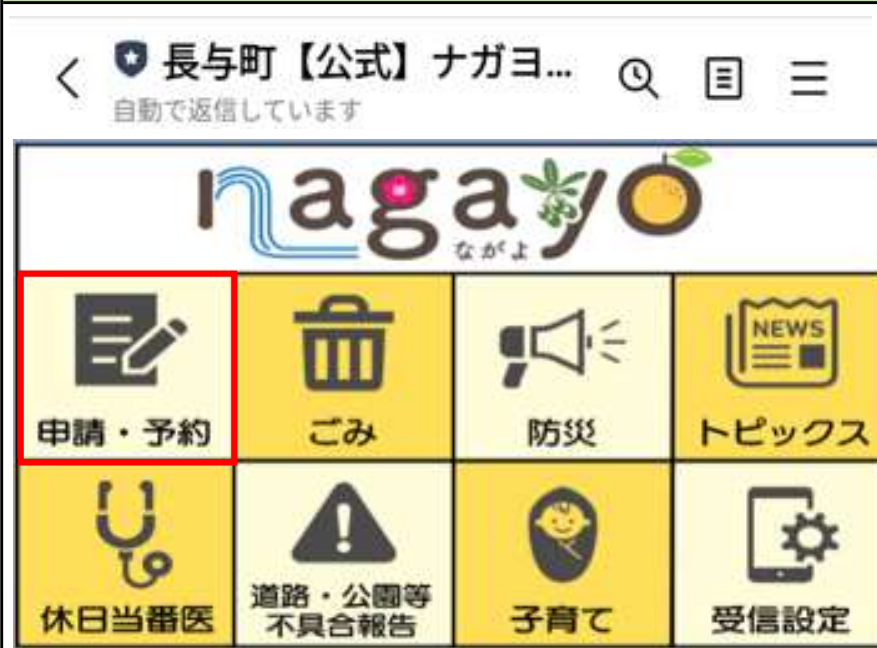 長与町【公式】ナガヨ...
自動で返信しています
nagayo
ながよ
申請・予約
ごみ
防災
NEWS
トピックス
休日当番医
道路・公園等
不具合報告
子育て
受信設定